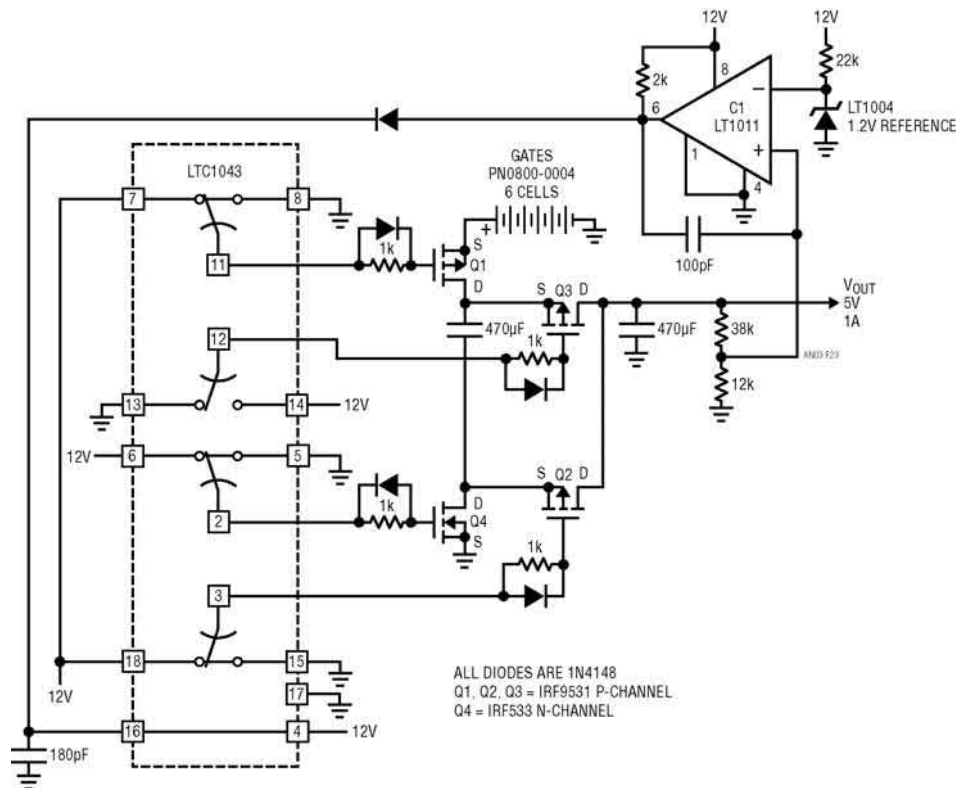 12V
12V
22k
2k
8
6
C1
LT1011
−
+
1
4
LT1004
1.2V REFERENCE
LTC1043
GATES
PN0800-0004
6 CELLS
+
7
8
11
1k
S
Q1
D
S
Q3
D
470µF
470µF
100pF
VOUT
5V
1A
38k
AN03 F23
12k
12
1k
13
14
12V
12V
6
5
2
1k
D
Q4
S
S
Q2
D
1k
3
18
15
12V
17
16
4
12V
180pF
ALL DIODES ARE 1N4148
Q1, Q2, Q3 = IRF9531 P-CHANNEL
Q4 = IRF533 N-CHANNEL